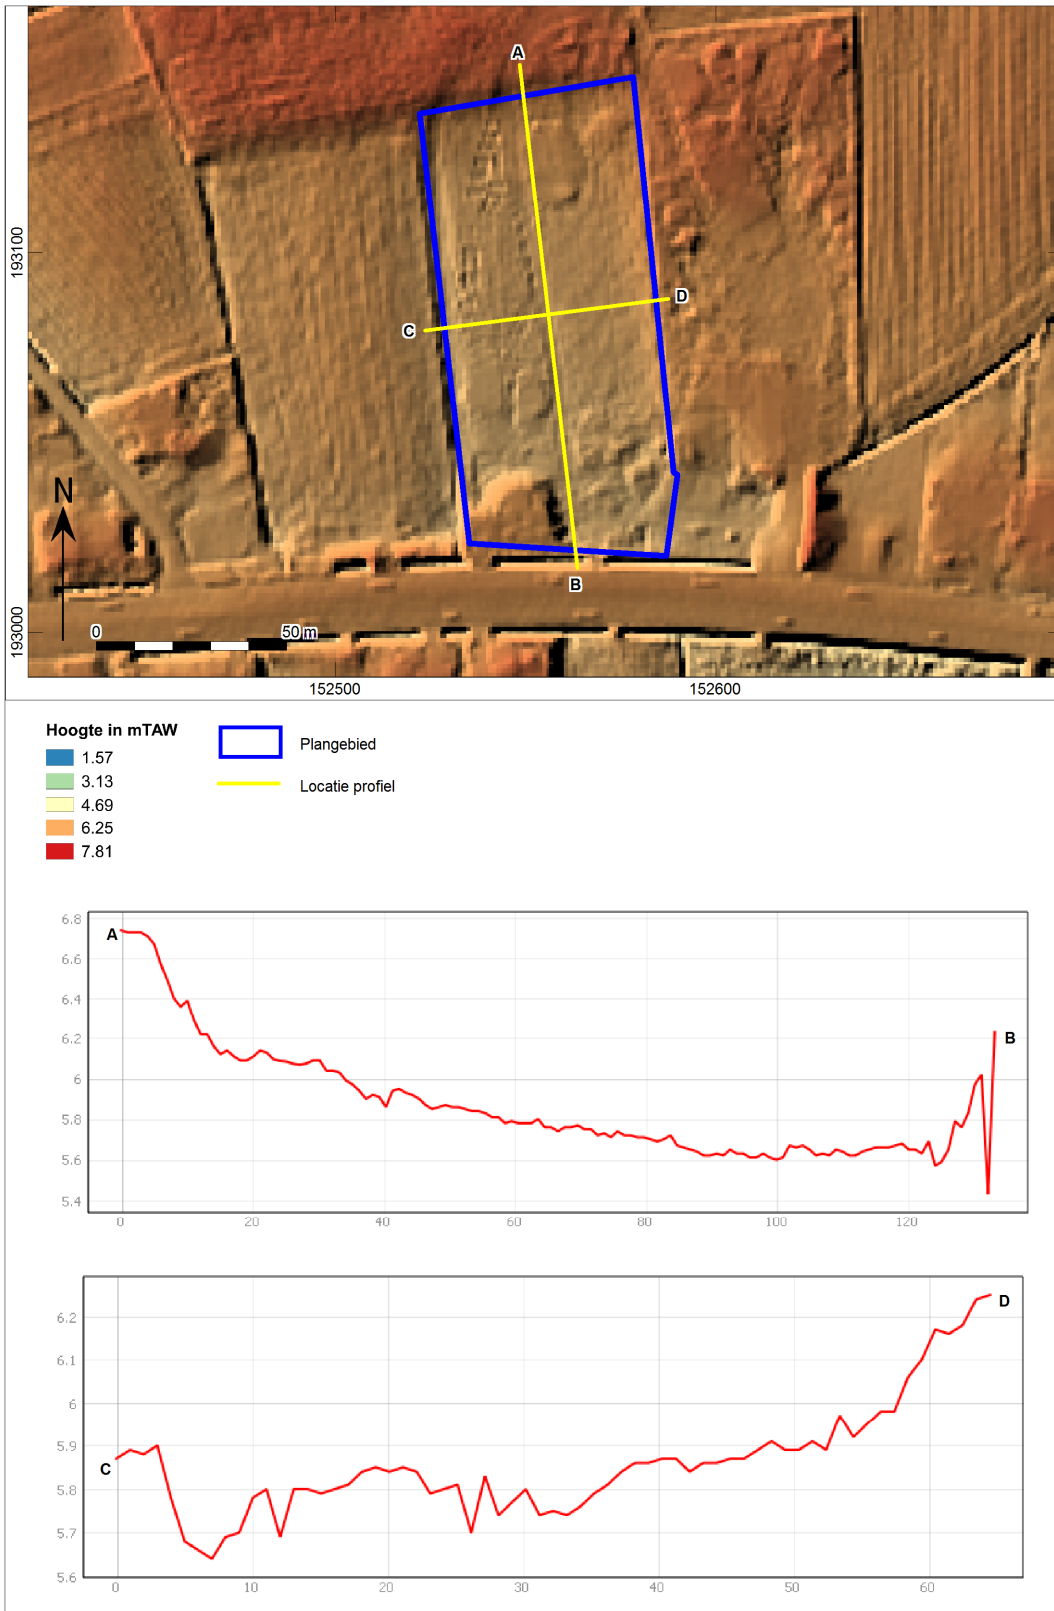 A
193100
D
C
N
B
193000
0 50 m
152500 152600
Hoogte in mTAW
1.57
3.13
4.69
6.25
7.81
Plangebied
Locatie profiel
6.8
6.6
6.4
6.2
6
5.8
5.6
5.4
A
B
0 20 40 60 80 100 120
6.2
6.1
6
5.9
5.8
5.7
5.6
C
D
0 10 20 30 40 50 60